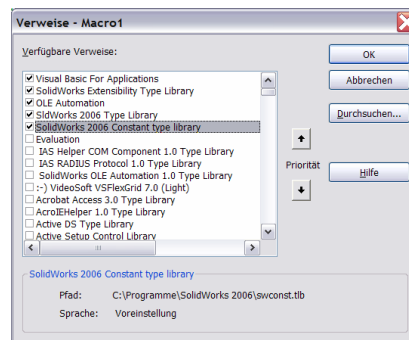 Verweise - Macro1
Verfügbare Verweise:
Visual Basic For Applications
SolidWorks Extensibility Type Library
OLE Automation
SldWorks 2006 Type Library
SolidWorks 2006 Constant type library
Evaluation
IAS Helper COM Component 1.0 Type Library
IAS RADIUS Protocol 1.0 Type Library
SolidWorks OLE Automation 1.0 Type Library
:-) VideoSoft VSFlexGrid 7.0 (Light)
Acrobat Access 3.0 Type Library
AcroIEHelper 1.0 Type Library
Active DS Type Library
Active Setup Control Library
Priorität
OK
Abbrechen
Durchsuchen...
Hilfe
SolidWorks 2006 Constant type library
Pfad: C:\Programme\SolidWorks 2006\swconst.tlb
Sprache: Voreinstellung